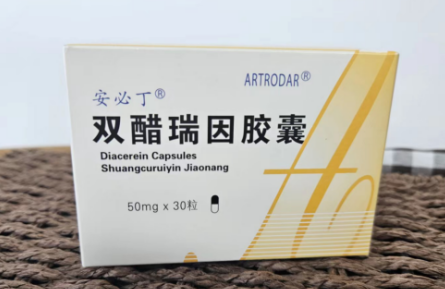 安必丁®
ARTRODAR®
双醋瑞因胶囊
Diacerein Capsules
Shuangcuruiyin Jiaonang
50mg x 30粒